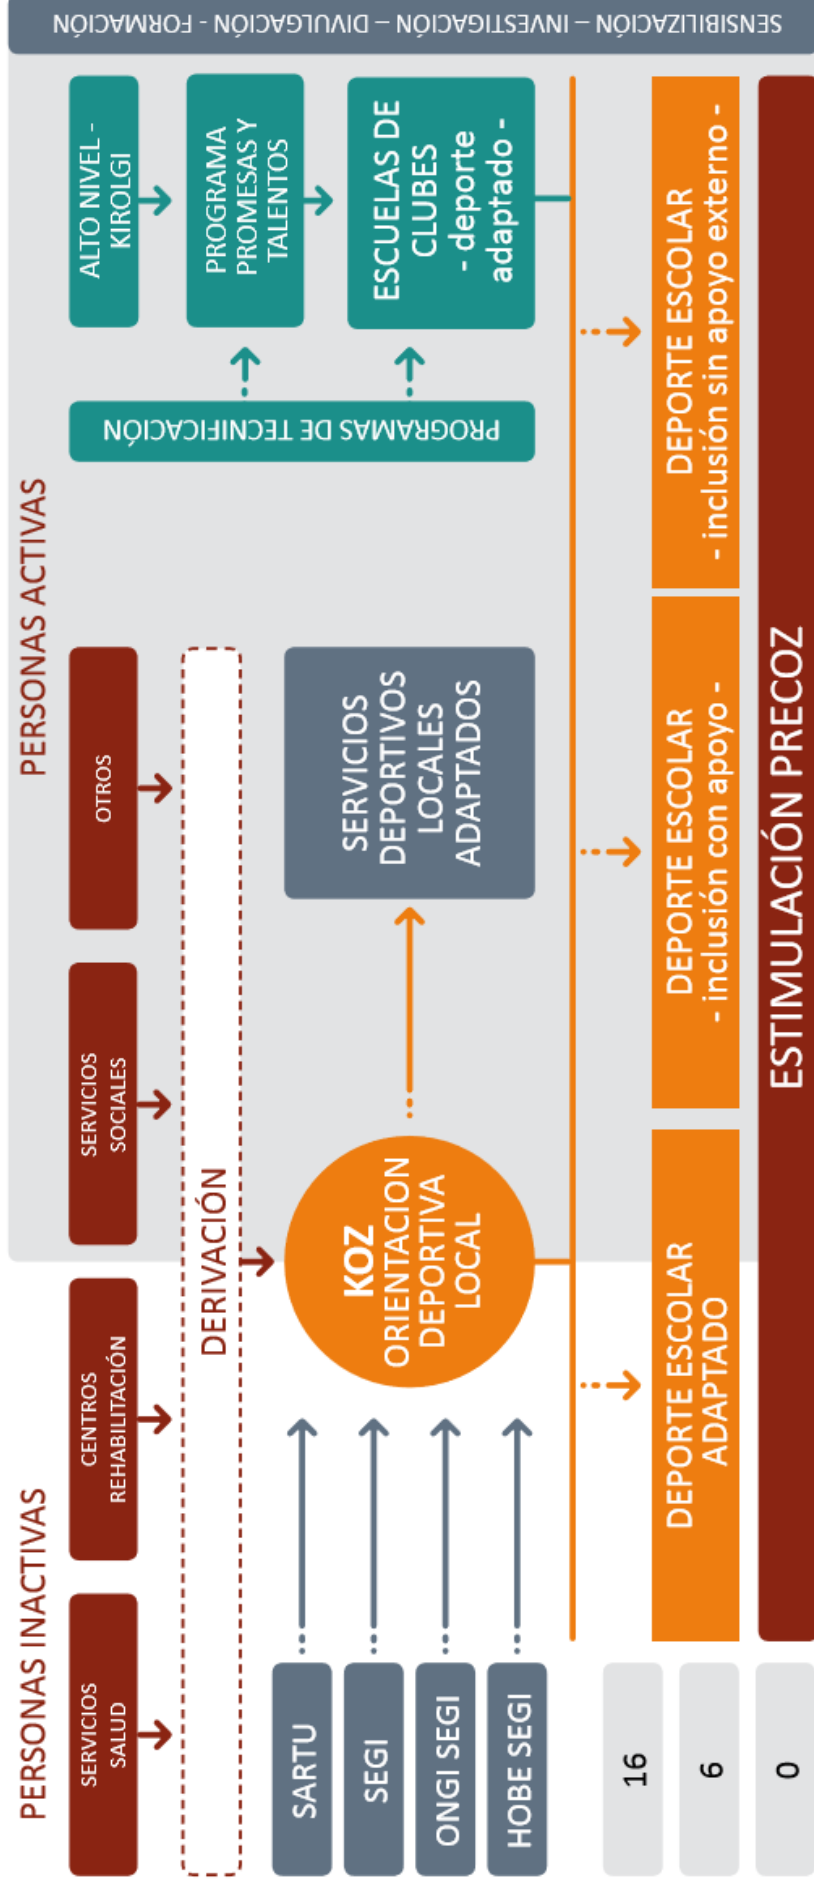 PERSONAS INACTIVAS
PERSONAS ACTIVAS
SERVICIOS
SALUD
CENTROS
REHABILITACIÓN
SERVICIOS
SOCIALES
OTROS
ALTO NIVEL -
KIROLGI
DERIVACIÓN
PROGRAMA
PROMESAS Y
TALENTOS
PROGRAMAS DE TECNIFICACIÓN
SARTU
SEGI
ONGI SEGI
HOBE SEGI
KOZ
ORIENTACION
DEPORTIVA
LOCAL
SERVICIOS
DEPORTIVOS
LOCALES
ADAPTADOS
ESCUELAS DE
CLUBES
- deporte
adaptado -
16
6
0
DEPORTE ESCOLAR
ADAPTADO
DEPORTE ESCOLAR
- inclusión con apoyo -
DEPORTE ESCOLAR
- inclusión sin apoyo externo -
ESTIMULACIÓN PRECOZ
SENSIBILIZACIÓN – INVESTIGACIÓN – DIVULGACIÓN - FORMACIÓN